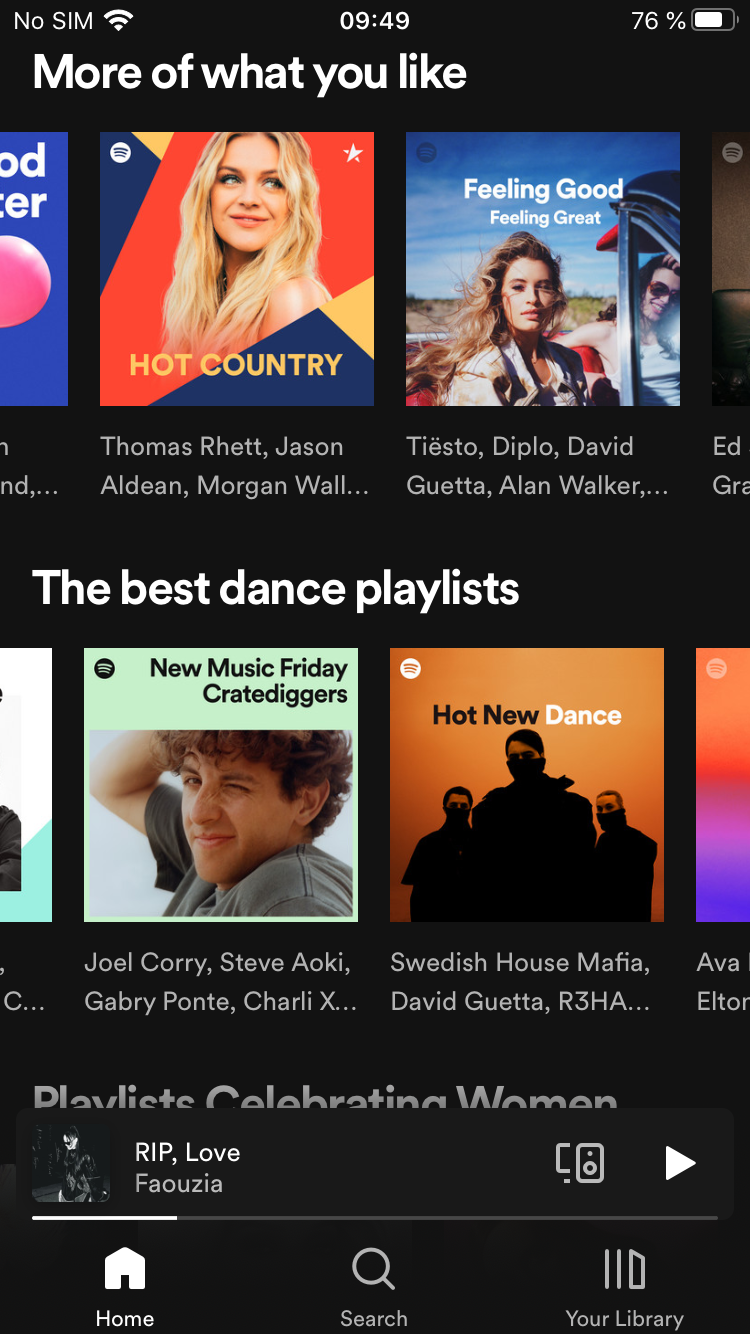 No SIM 09:49 76 %
More of what you like
od
ter
HOT COUNTRY
Feeling Good
Feeling Great
n
nd,...
Thomas Rhett, Jason
Aldean, Morgan Wall...
Tiësto, Diplo, David
Guetta, Alan Walker,...
Ed
Gra
The best dance playlists
e
New Music Friday
Cratediggers
Hot New Dance
,
C...
Joel Corry, Steve Aoki,
Gabry Ponte, Charli X...
Swedish House Mafia,
David Guetta, R3HA...
Ava
Elton
Playlists Celebrating Women
RIP, Love
Faouzia
Home Search Your Library